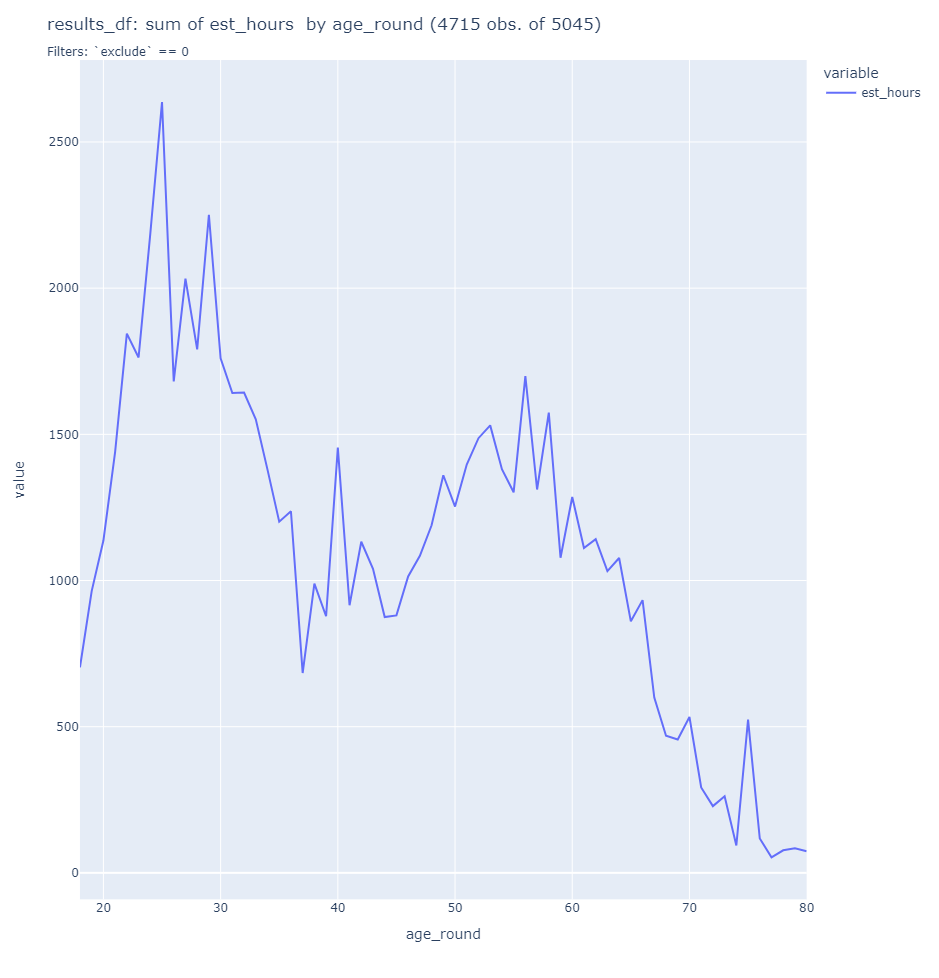 results_df: sum of est_hours  by age_round (4715 obs. of 5045)
Filters: `exclude` == 0
variable
est_hours
2500
2000
1500
1000
500
0
value
20 30 40 50 60 70 80
age_round